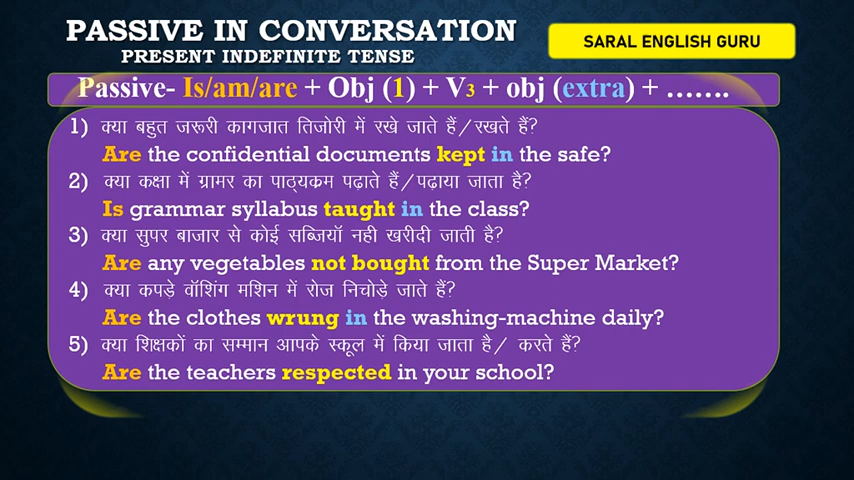 PASSIVE IN CONVERSATION
PRESENT INDEFINITE TENSE
SARAL ENGLISH GURU
Passive- Is/am/are + Obj (1) + V3 + obj (extra) + …….
1) क्या बहुत जरूरी कागजात तिजोरी में रखे जाते हैं/रखते हैं?
Are the confidential documents kept in the safe?
2) क्या कक्षा में ग्रामर का पाठ्यक्रम पढ़ाते हैं/पढ़ाया जाता है?
Is grammar syllabus taught in the class?
3) क्या सुपर बाजार से कोई सब्जियॉ नही खरीदी जाती है?
Are any vegetables not bought from the Super Market?
4) क्या कपड़े वॉशिंग मशिन में रोज निचोड़े जाते हैं?
Are the clothes wrung in the washing-machine daily?
5) क्या शिक्षकों का सम्मान आपके स्कूल में किया जाता है/ करते हैं?
Are the teachers respected in your school?